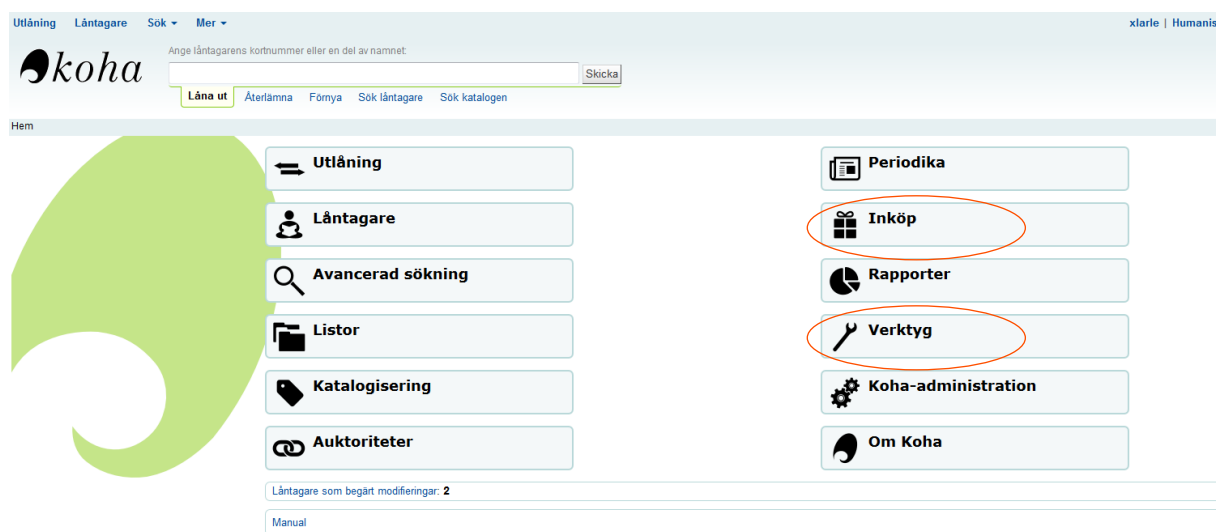 Utlåning Låntagare Sök Mer xlarle | Humanis
koha
Ange låntagarens kortnummer eller en del av namnet:
Skicka
Låna ut Återlämna Förnya Sök låntagare Sök katalogen
Hem
Utlåning Periodika
Låntagare Inköp
Avancerad sökning Rapporter
Listor Verktyg
Katalogisering Koha-administration
Auktoriteter Om Koha
Låntagare som begärt modifieringar: 2
Manual